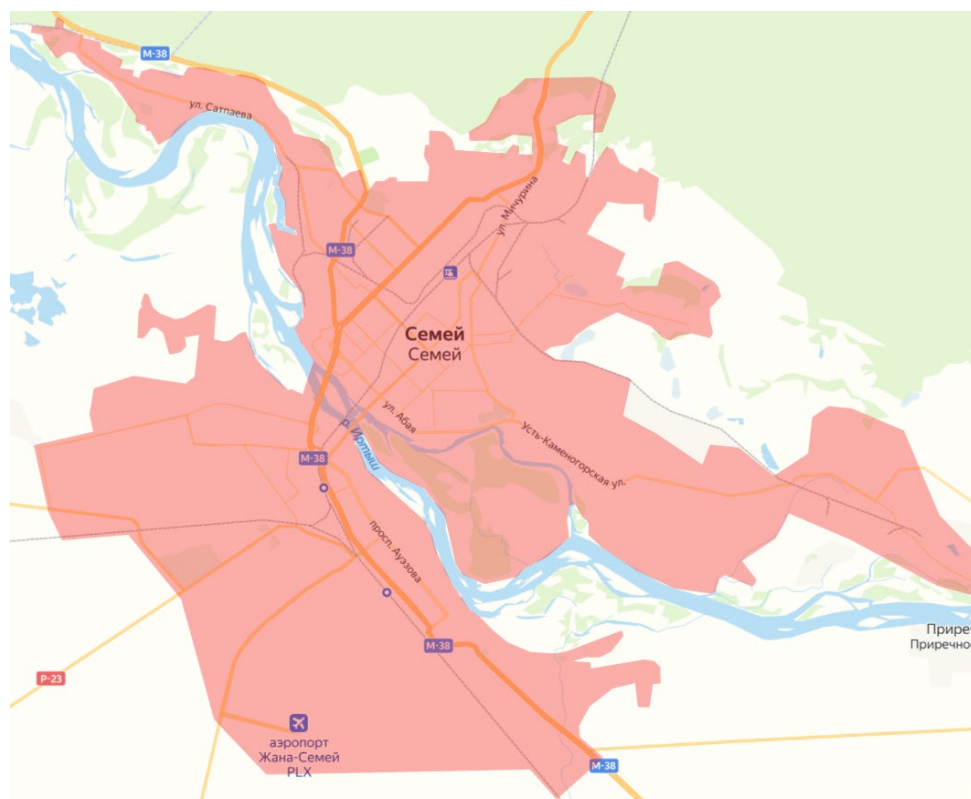 М-38
ул. Сатпаева
ул. Мичурина
М-38
Семей
Семей
ул. Абая
р. Иртыш
усть-Каменогорская ул.
М-38
просп. Ауэзова
Приреч
Приречно
М-38
Р-23
аэропорт
Жана-Семей
PLX
М-38